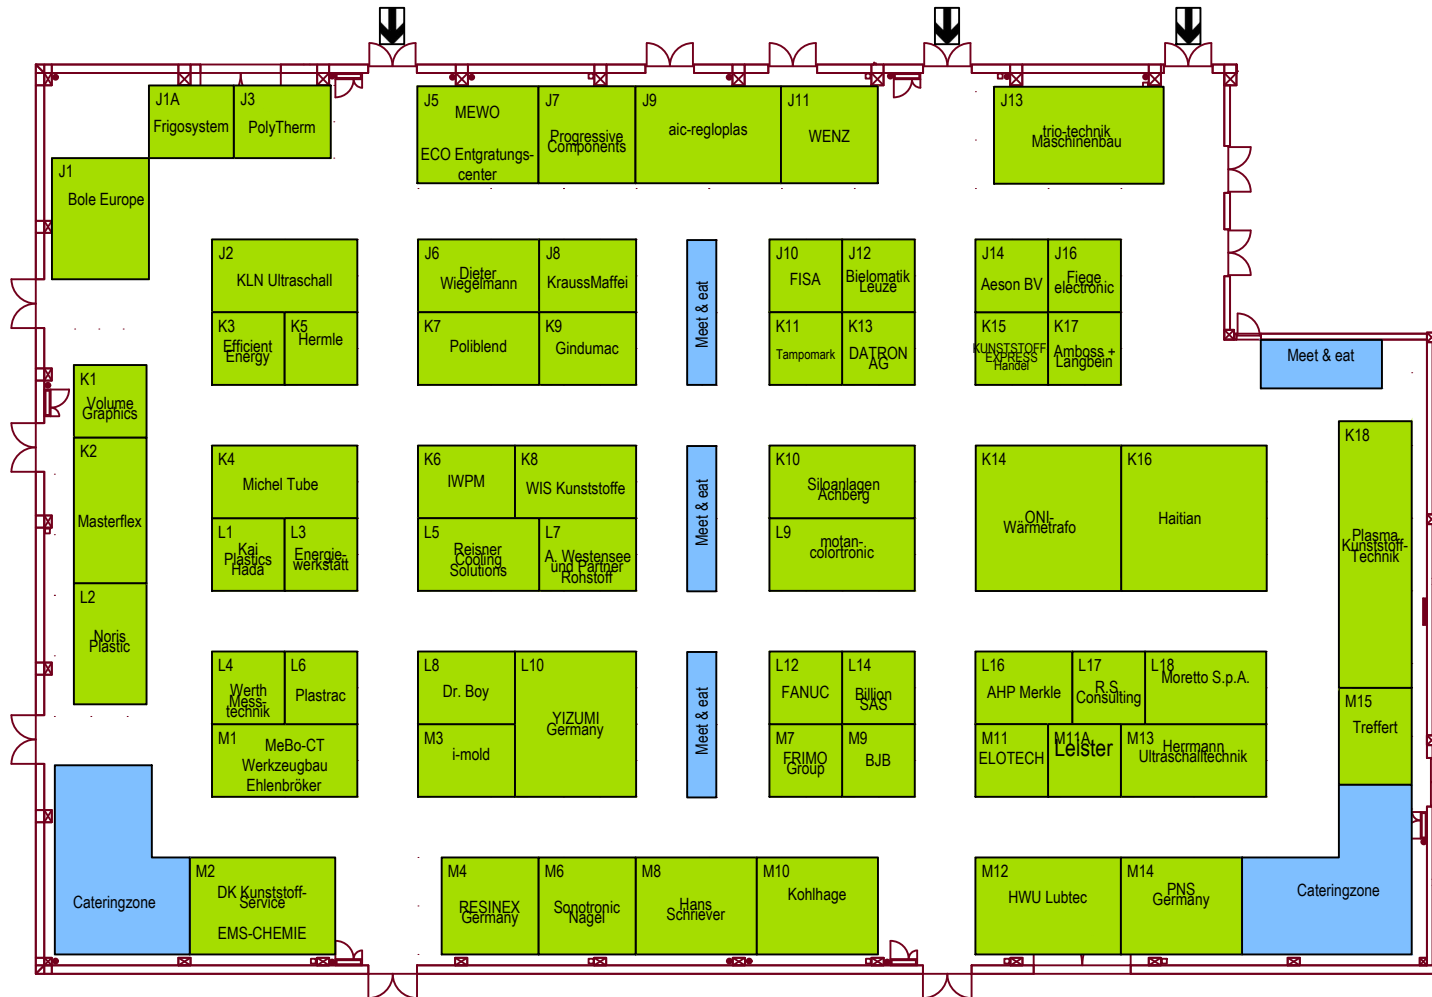 J1A
Frigosystem
J3
PolyTherm
J5
MEWO
ECO Entgratungs-
center
J7
Progressive
Components
J9
aic-regloplas
J11
WENZ
J13
trio-technik
Maschinenbau
J1
Bole Europe
J2
KLN Ultraschall
J6
Dieter
Wiegelmann
J8
KraussMaffei
J10
FISA
J12
Bielomatik
Leuze
J14
Aeson BV
J16
Fiege
electronic
K3
Efficient
Energy
K5
Hermle
K7
Poliblend
K9
Gindumac
Meet & eat
K11
Tampomark
K13
DATRON
AG
K15
KUNSTSTOFF
EXPRESS
Handel
K17
Amboss +
Langbein
Meet & eat
K1
Volume
Graphics
K2
Masterflex
L2
Noris
Plastic
K4
Michel Tube
K6
IWPM
K8
WIS Kunststoffe
K10
Siloanlagen
Achberg
K14
ONI-
Wärmetrafo
K16
Haitian
K18
Plasma
Kunststoff-
Technik
L1
Kai
Plastics
Hada
L3
Energie-
werkstatt
L5
Reisner
Cooling
Solutions
L7
A. Westensee
und Partner
Rohstoff
Meet & eat
L9
motan-
colortronic
L4
Werth
Mess-
technik
L6
Plastrac
L8
Dr. Boy
L10
YIZUMI
Germany
Meet & eat
L12
FANUC
L14
Billion
SAS
L16
AHP Merkle
L17
R.S.
Consulting
L18
Moretto S.p.A.
M15
Treffert
M1
MeBo-CT
Werkzeugbau
Ehlenbröker
M3
i-mold
M7
FRIMO
Group
M9
BJB
M11
ELOTECH
M11A
Leister
M13
Herrmann
Ultraschalltechnik
Cateringzone
M2
DK Kunststoff-
Service
EMS-CHEMIE
M4
RESINEX
Germany
M6
Sonotronic
Nagel
M8
Hans
Schriever
M10
Kohlhage
M12
HWU Lubtec
M14
PNS
Germany
Cateringzone